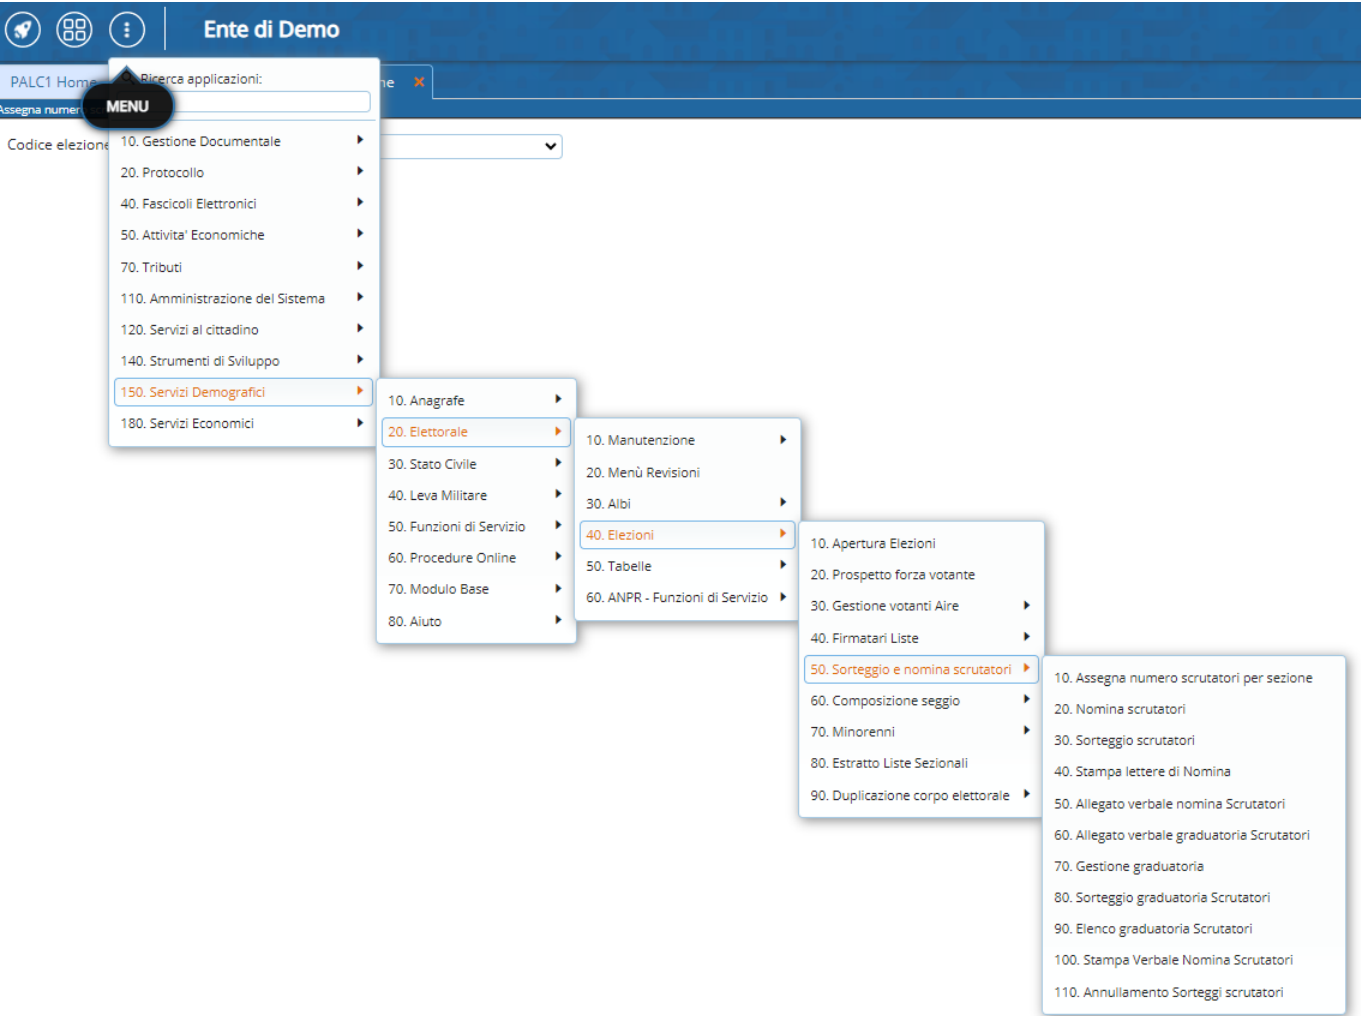 Ente di Demo
PALC1 Home
Ricerca applicazioni:
ne ×
MENU
Assegna numer
Codice elezione
10. Gestione Documentale
20. Protocollo
40. Fascicoli Elettronici
50. Attivita' Economiche
70. Tributi
110. Amministrazione del Sistema
120. Servizi al cittadino
140. Strumenti di Sviluppo
150. Servizi Demografici
180. Servizi Economici
10. Anagrafe
20. Elettorale
30. Stato Civile
40. Leva Militare
50. Funzioni di Servizio
60. Procedure Online
70. Modulo Base
80. Aiuto
10. Manutenzione
20. Menù Revisioni
30. Albi
40. Elezioni
50. Tabelle
60. ANPR - Funzioni di Servizio
10. Apertura Elezioni
20. Prospetto forza votante
30. Gestione votanti Aire
40. Firmatari Liste
50. Sorteggio e nomina scrutatori
60. Composizione seggio
70. Minorenni
80. Estratto Liste Sezionali
90. Duplicazione corpo elettorale
10. Assegna numero scrutatori per sezione
20. Nomina scrutatori
30. Sorteggio scrutatori
40. Stampa lettere di Nomina
50. Allegato verbale nomina Scrutatori
60. Allegato verbale graduatoria Scrutatori
70. Gestione graduatoria
80. Sorteggio graduatoria Scrutatori
90. Elenco graduatoria Scrutatori
100. Stampa Verbale Nomina Scrutatori
110. Annullamento Sorteggi scrutatori